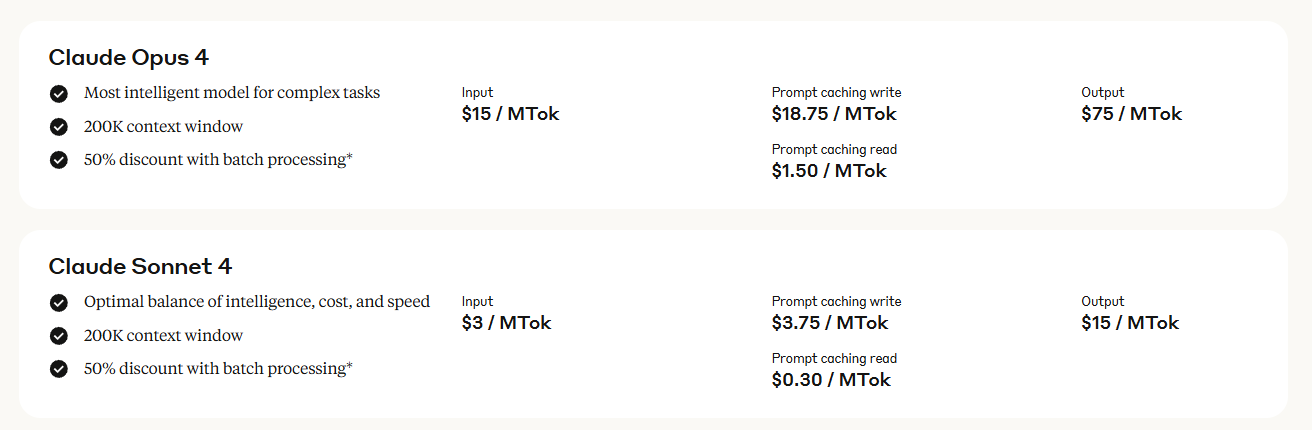 Claude Opus 4
Most intelligent model for complex tasks
200K context window
50% discount with batch processing*
Input
$15 / MTok
Prompt caching write
$18.75 / MTok
Prompt caching read
$1.50 / MTok
Output
$75 / MTok
Claude Sonnet 4
Optimal balance of intelligence, cost, and speed
200K context window
50% discount with batch processing*
Input
$3 / MTok
Prompt caching write
$3.75 / MTok
Prompt caching read
$0.30 / MTok
Output
$15 / MTok